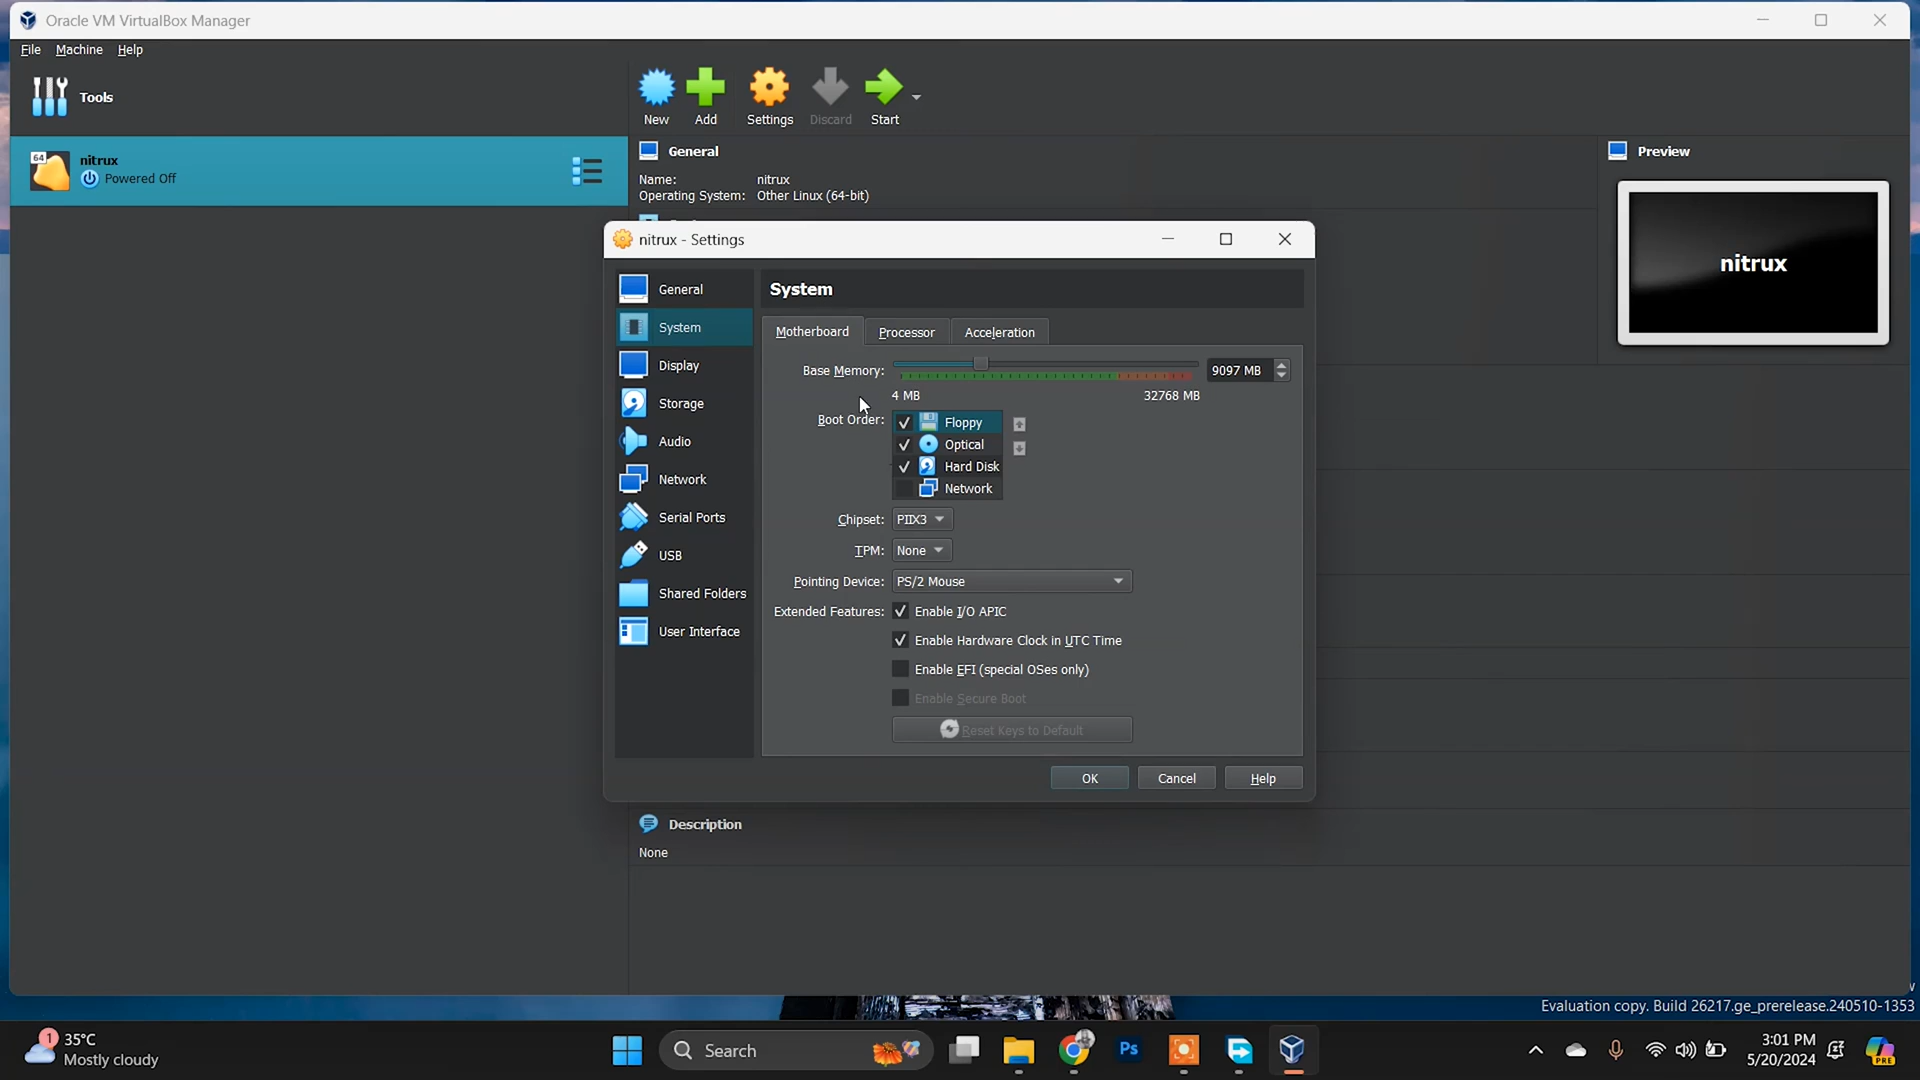 Oracle VM VirtualBox Manager
File Machine Help
Tools
New Add Settings Discard Start
64
nitrux
Powered Off
General
Name: nitrux
Operating System: Other Linux (64-bit)
Preview
nitrux
nitrux - Settings
General
System
Display
Storage
Audio
Network
Serial Ports
USB
Shared Folders
User Interface
System
Motherboard Processor Acceleration
Base Memory: 9097 MB
4 MB 32768 MB
Boot Order: Floppy
Optical
Hard Disk
Network
Chipset: PIIX3
TPM: None
Pointing Device: PS/2 Mouse
Extended Features: Enable I/O APIC
Enable Hardware Clock in UTC Time
Enable EFI (special OSes only)
Enable Secure Boot
Reset Keys to Default
OK Cancel Help
Description
None
Evaluation copy. Build 26217.ge_prerelease.240510-1353
1
35°C
Mostly cloudy
Search
Ps
3:01 PM
5/20/2024
PRE